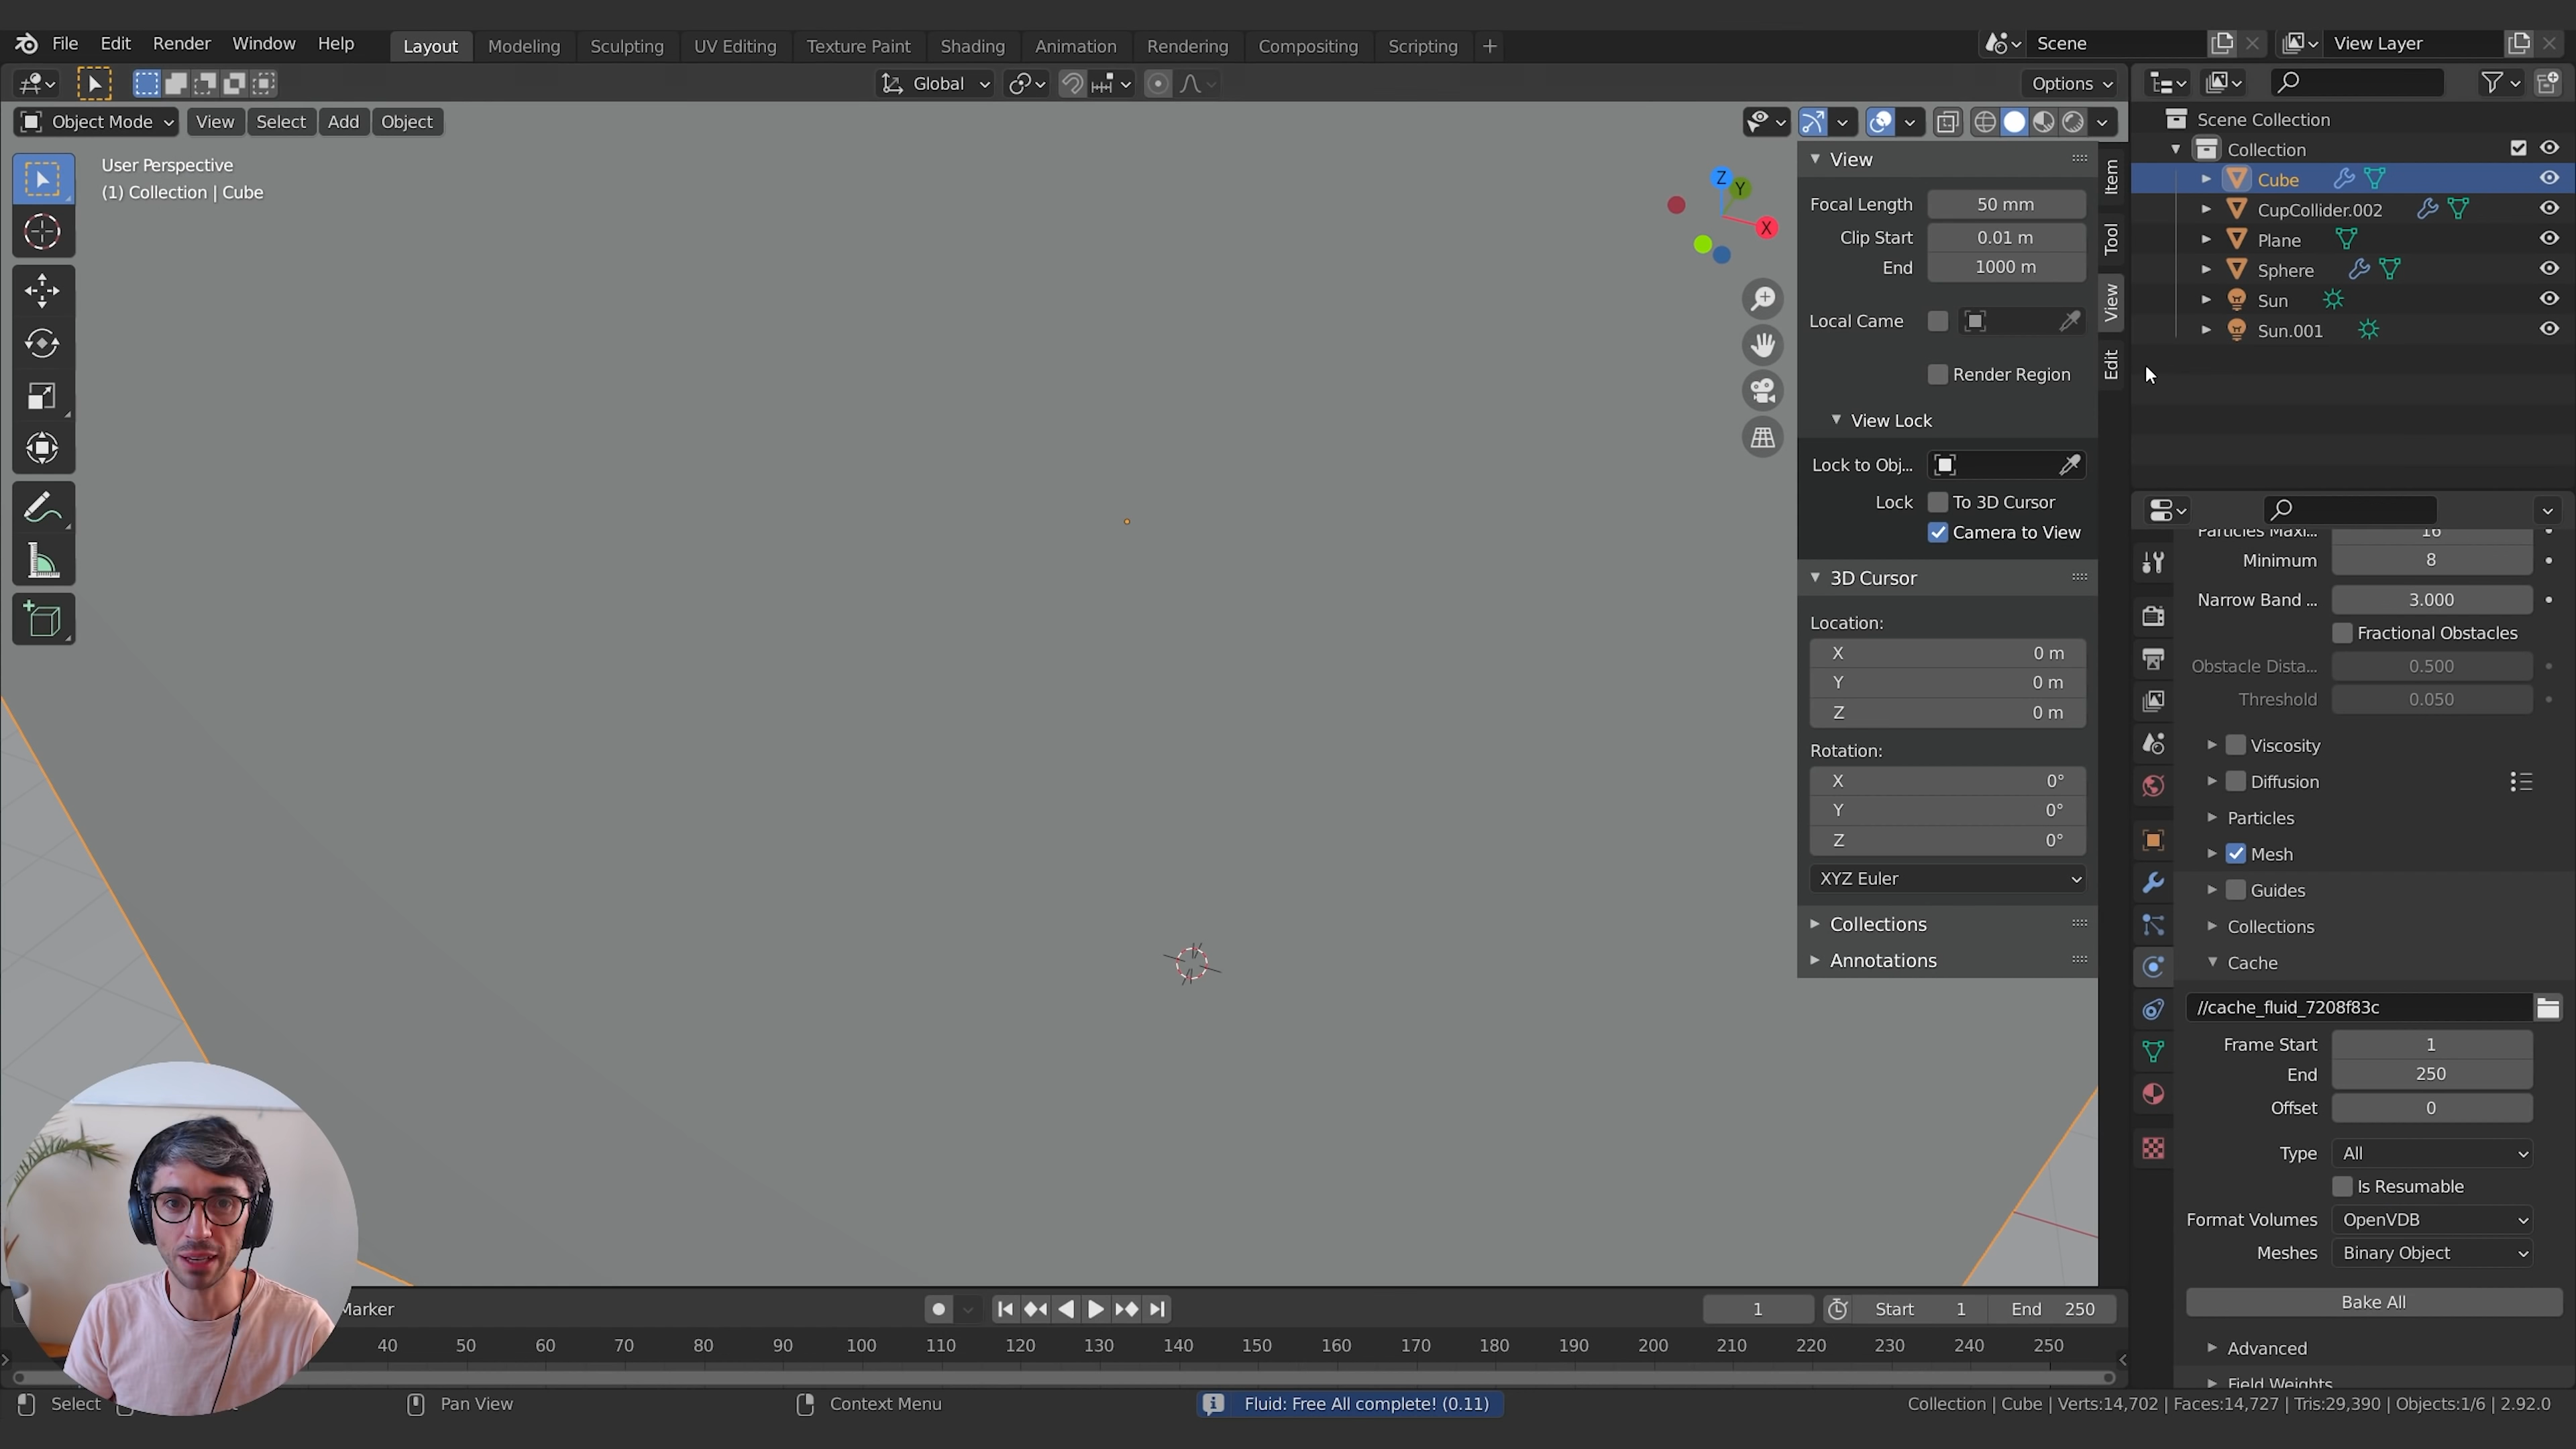 File Edit Render Window Help Layout Modeling Sculpting UV Editing Texture Paint Shading Animation Rendering Compositing Scripting + Scene View Layer
Global Options
Object Mode View Select Add Object
User Perspective
(1) Collection | Cube
Z Y X
View
Focal Length 50 mm
Clip Start 0.01 m
End 1000 m
Local Came
Render Region
View Lock
Lock to Obj...
Lock To 3D Cursor
Camera to View
3D Cursor
Location:
X 0 m
Y 0 m
Z 0 m
Rotation:
X 0°
Y 0°
Z 0°
XYZ Euler
Collections
Annotations
Item
Tool
View
Edit
Scene Collection
Collection
Cube
CupCollider.002
Plane
Sphere
Sun
Sun.001
Particles Maxi... 16
Minimum 8
Narrow Band ... 3.000
Fractional Obstacles
Obstacle Dista... 0.500
Threshold 0.050
Viscosity
Diffusion
Particles
Mesh
Guides
Collections
Cache
//cache_fluid_7208f83c
Frame Start 1
End 250
Offset 0
Type All
Is Resumable
Format Volumes OpenVDB
Meshes Binary Object
Bake All
Advanced
Field Weights
Marker 1 Start 1 End 250
40 50 60 70 80 90 100 110 120 130 140 150 160 170 180 190 200 210 220 230 240 250
Select Pan View Context Menu Fluid: Free All complete! (0.11) Collection | Cube | Verts:14,702 | Faces:14,727 | Tris:29,390 | Objects:1/6 | 2.92.0